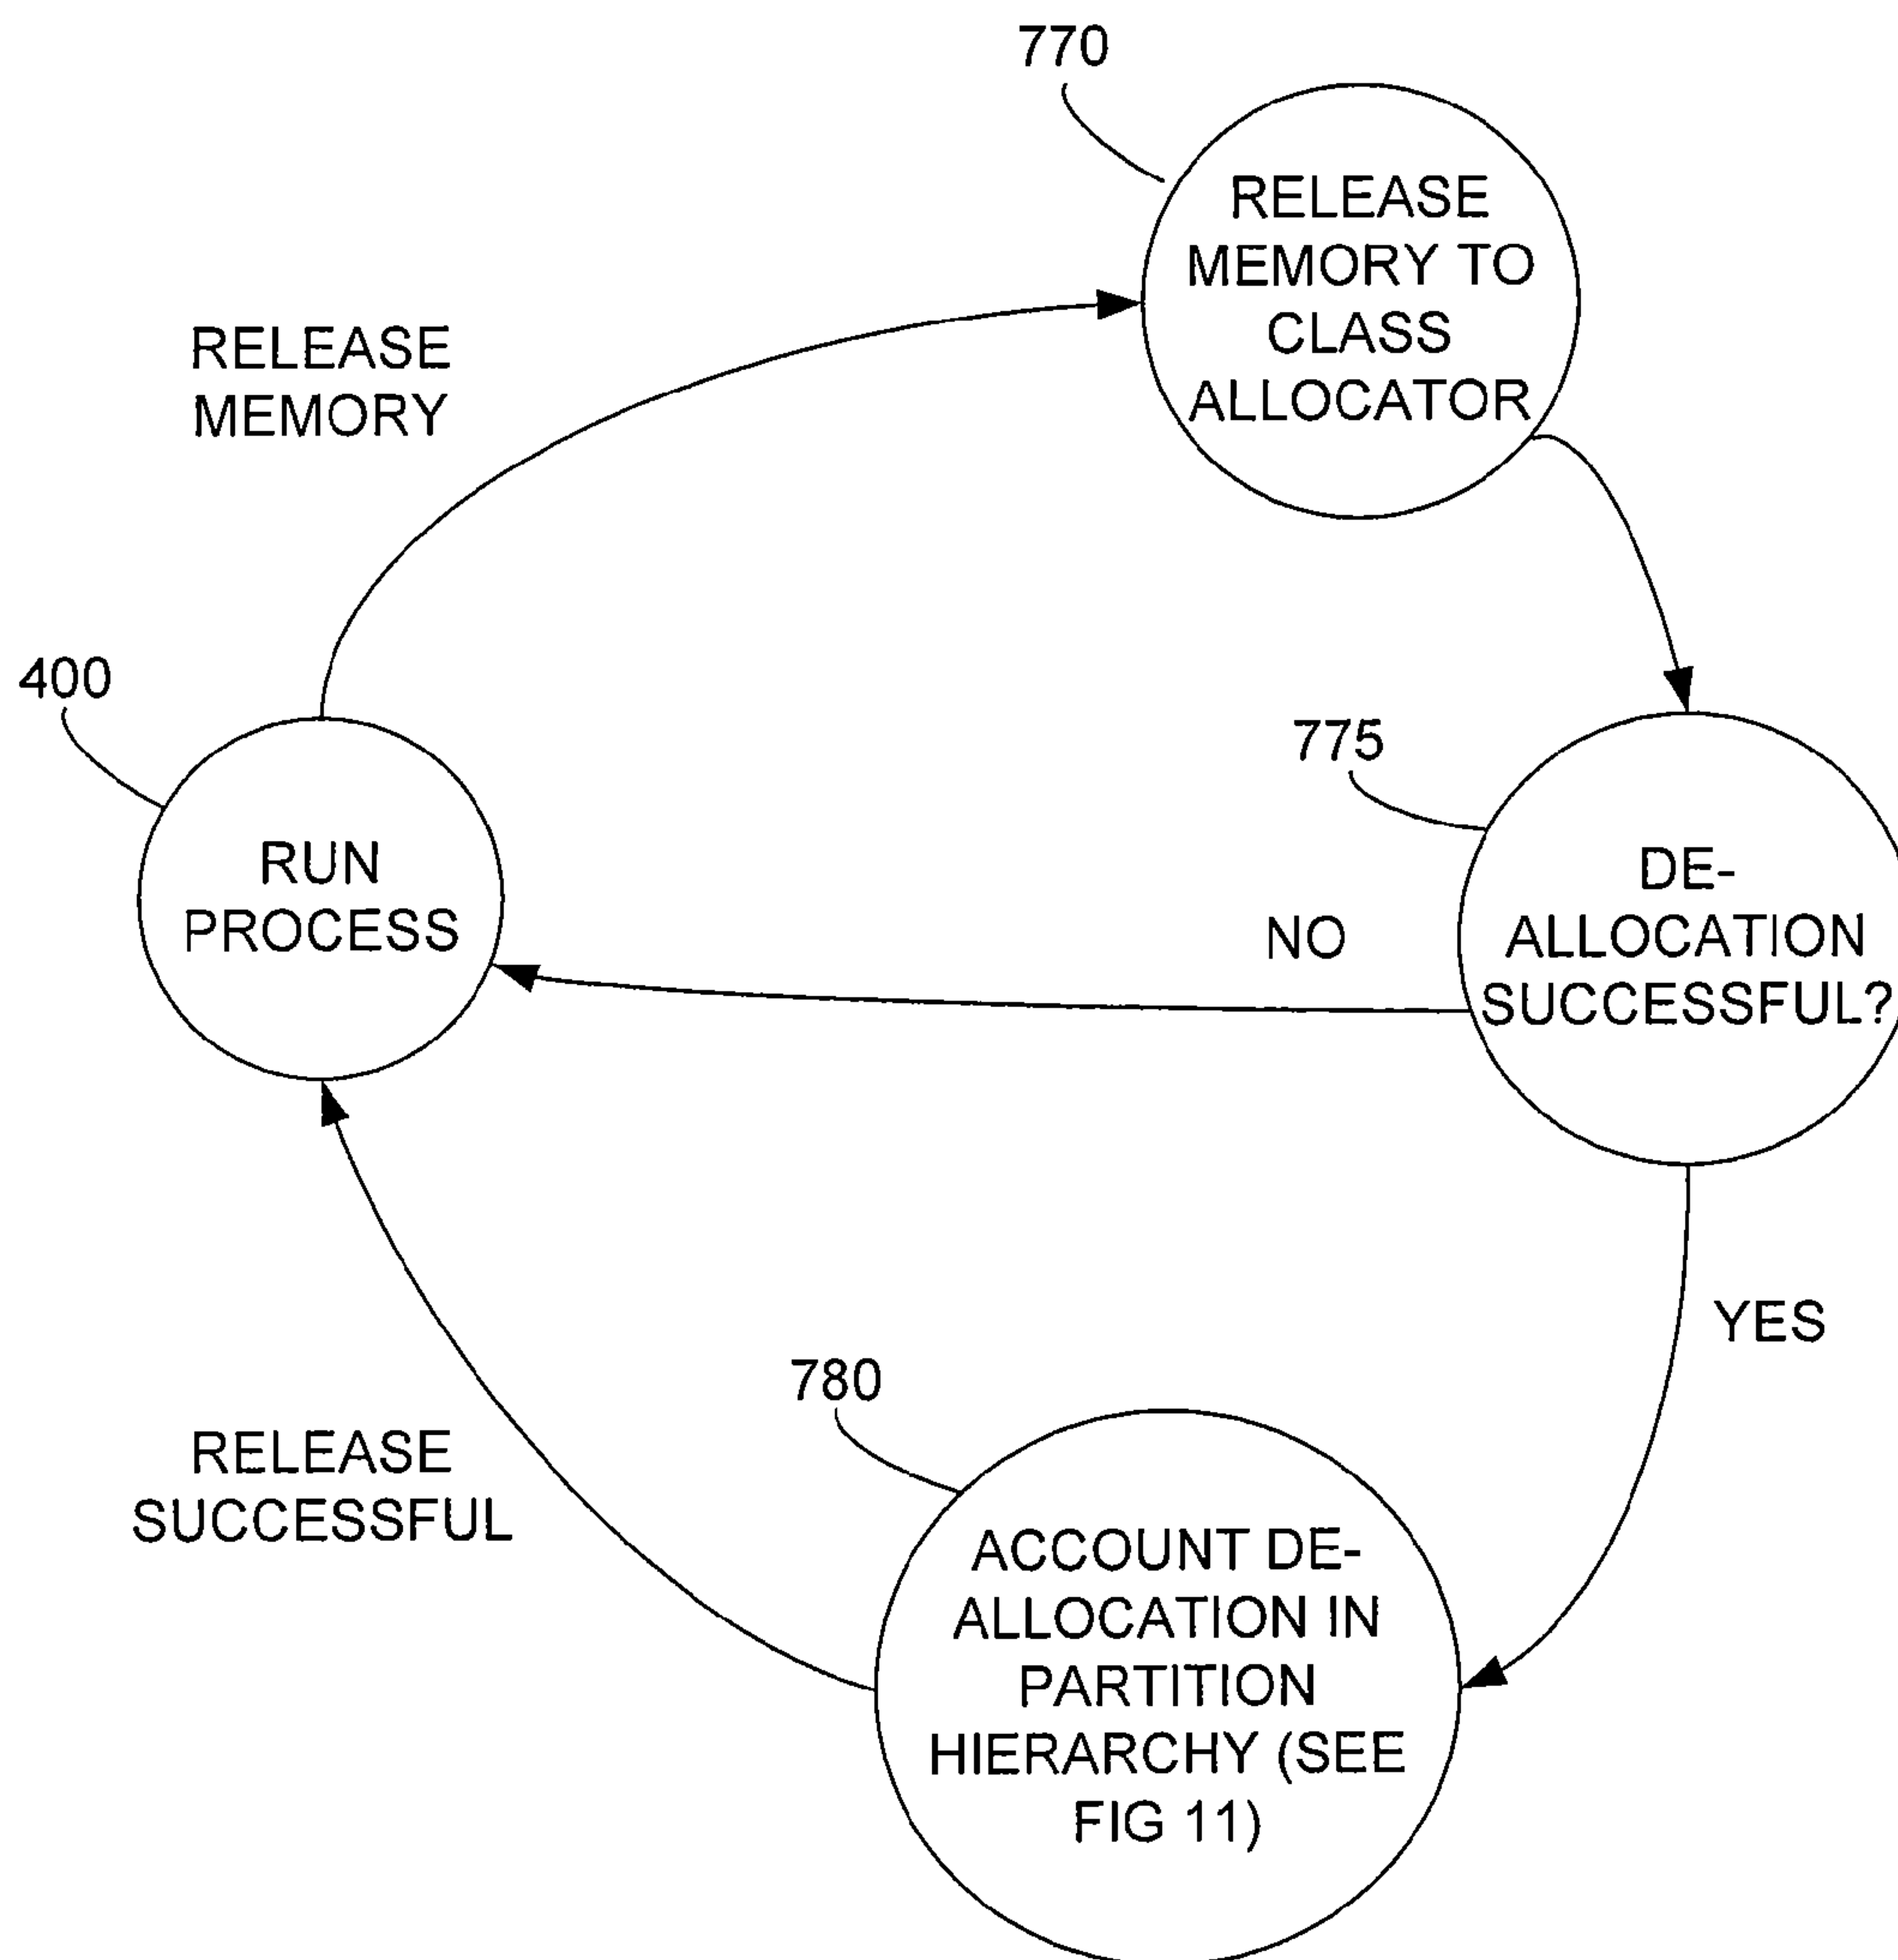 770
RELEASE
MEMORY TO
CLASS
ALLOCATOR
RELEASE
MEMORY
400
RUN
PROCESS
775
DE-
ALLOCATION
SUCCESSFUL?
NO
YES
780
ACCOUNT DE-
ALLOCATION IN
PARTITION
HIERARCHY (SEE
FIG 11)
RELEASE
SUCCESSFUL